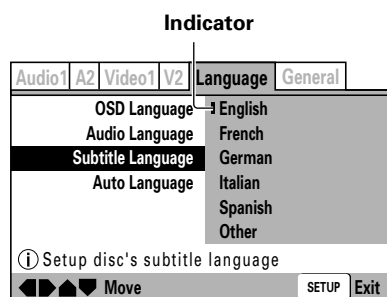 Indicator
Audio1 A2 Video1 V2 Language General
OSD Language English
Audio Language French
Subtitle Language German
Auto Language Italian
Spanish
Other
i Setup disc's subtitle language
Move SETUP Exit